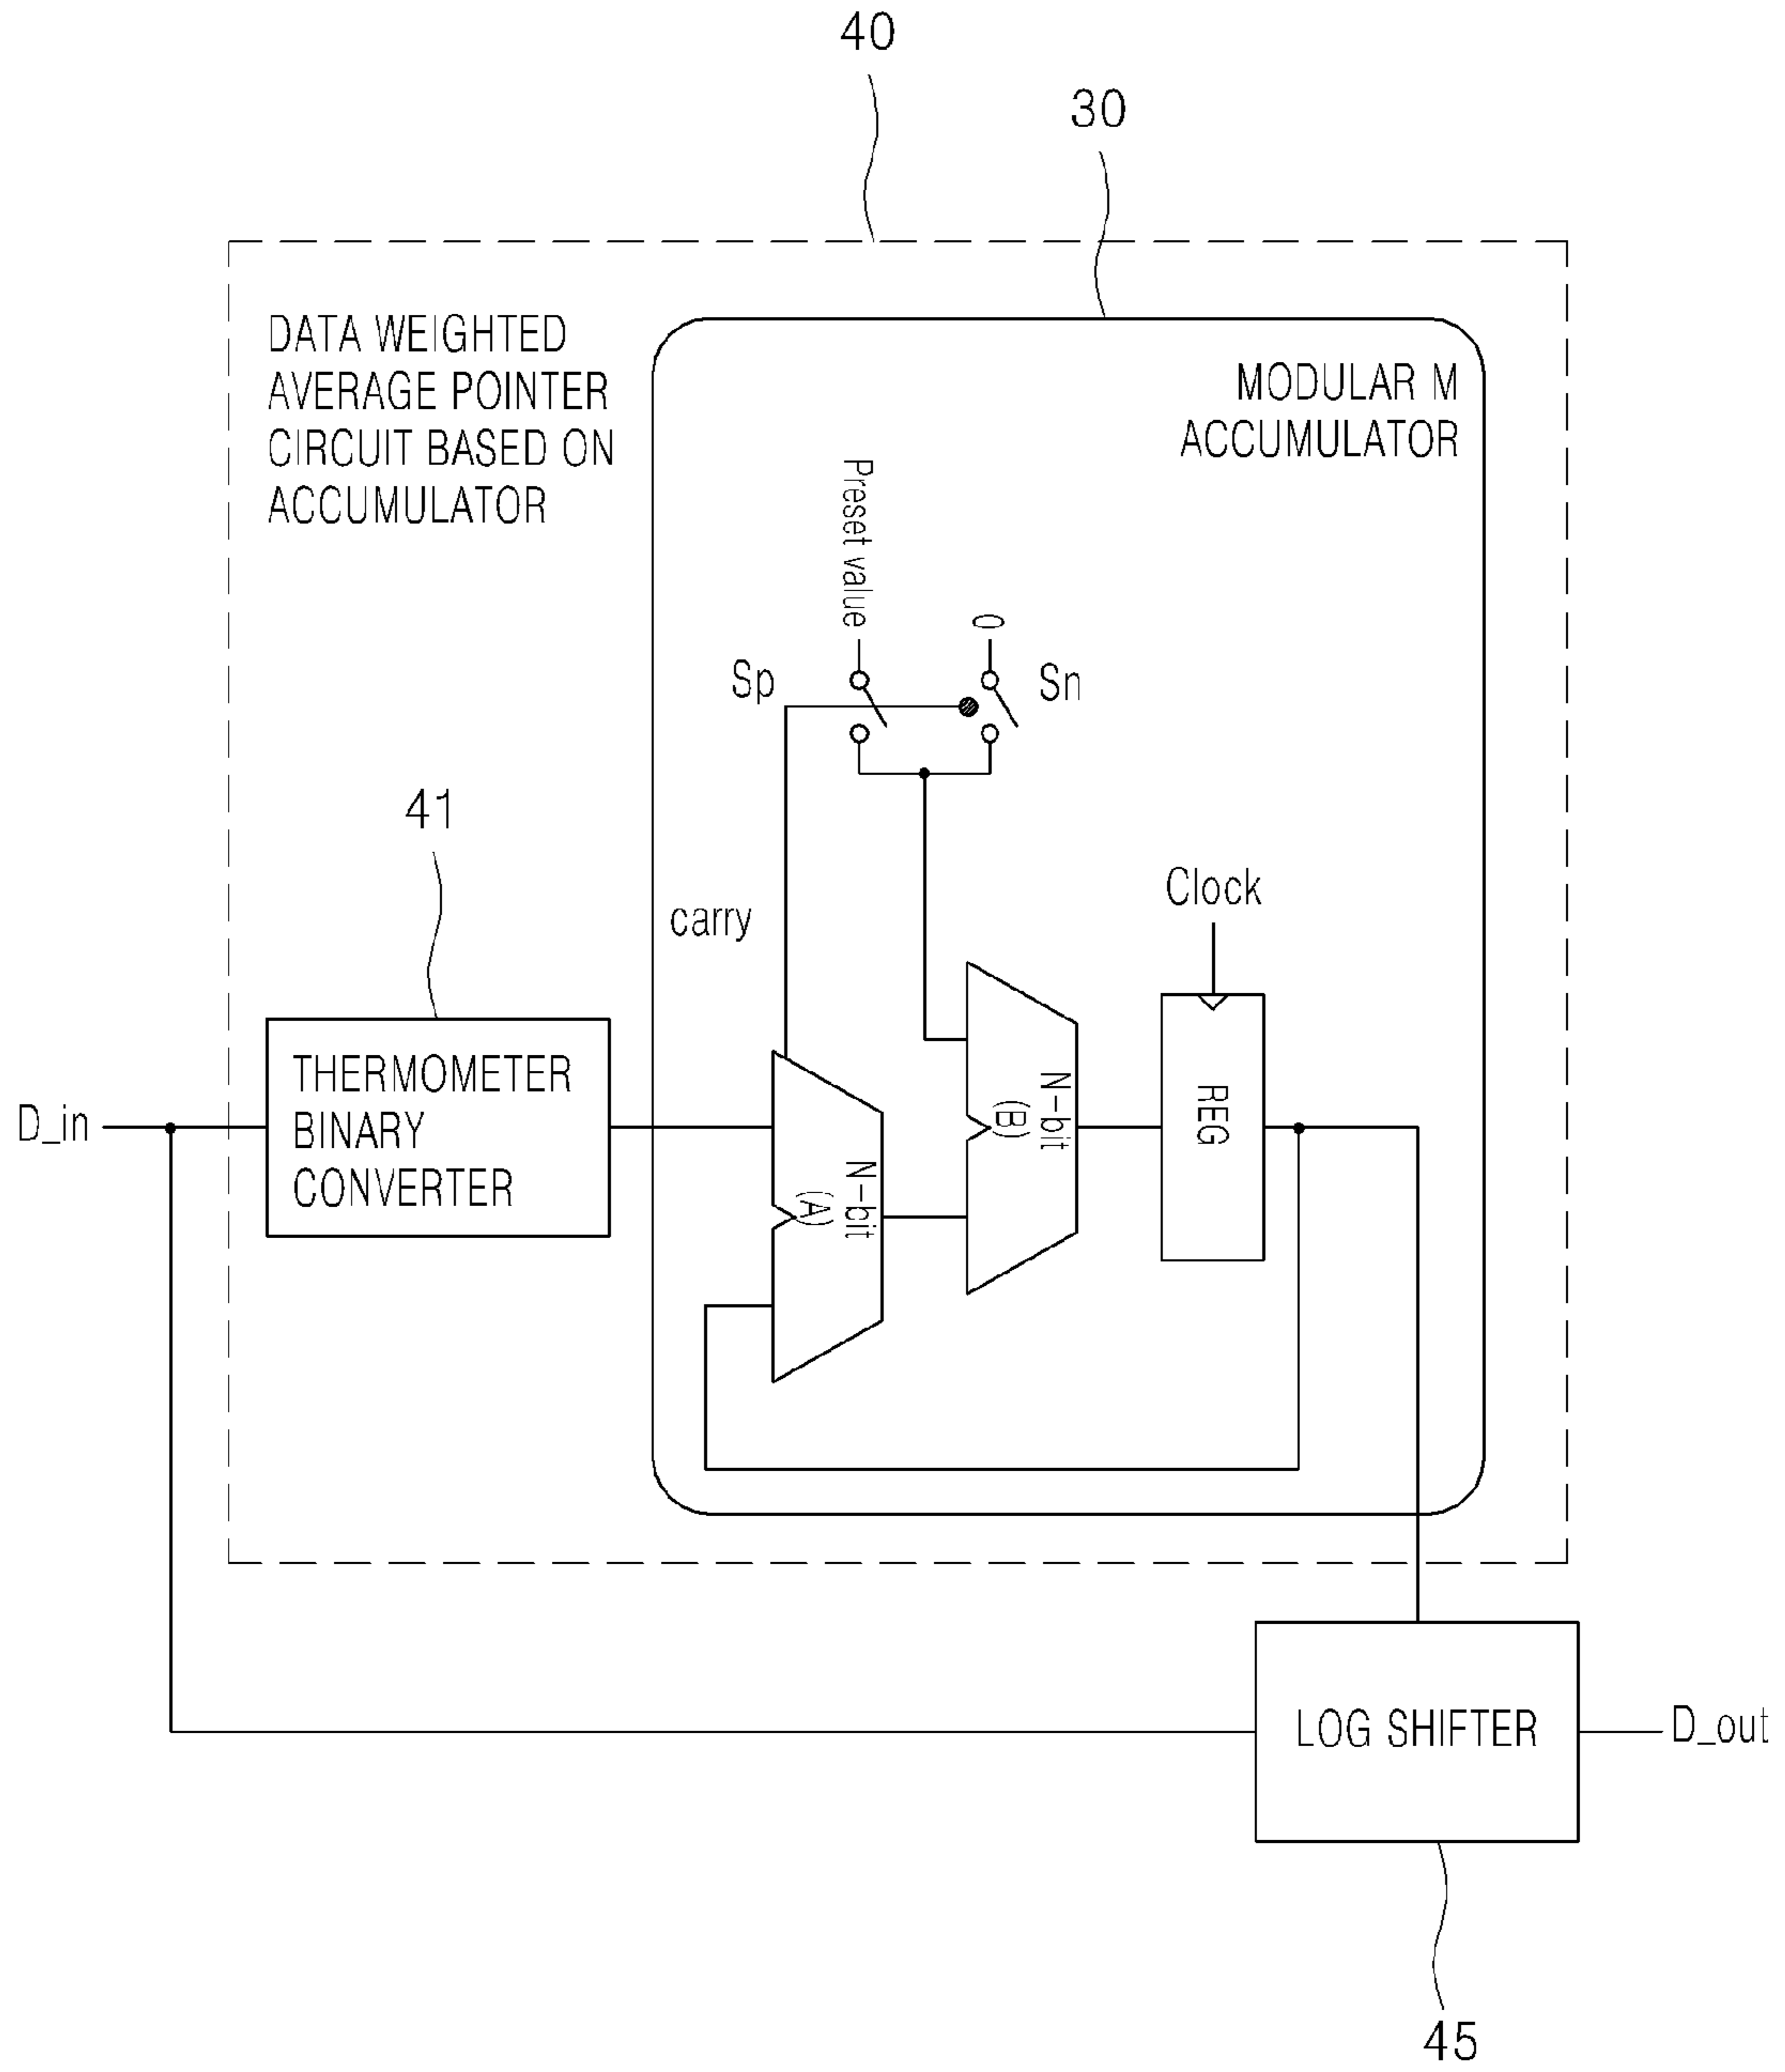 40
30
DATA WEIGHTED
AVERAGE POINTER
CIRCUIT BASED ON
ACCUMULATOR
MODULAR M
ACCUMULATOR
Preset value
0
Sp
Sn
41
carry
Clock
THERMOMETER
BINARY
CONVERTER
D_in
N-bit
(A)
N-bit
(B)
REG
LOG SHIFTER
D_out
45